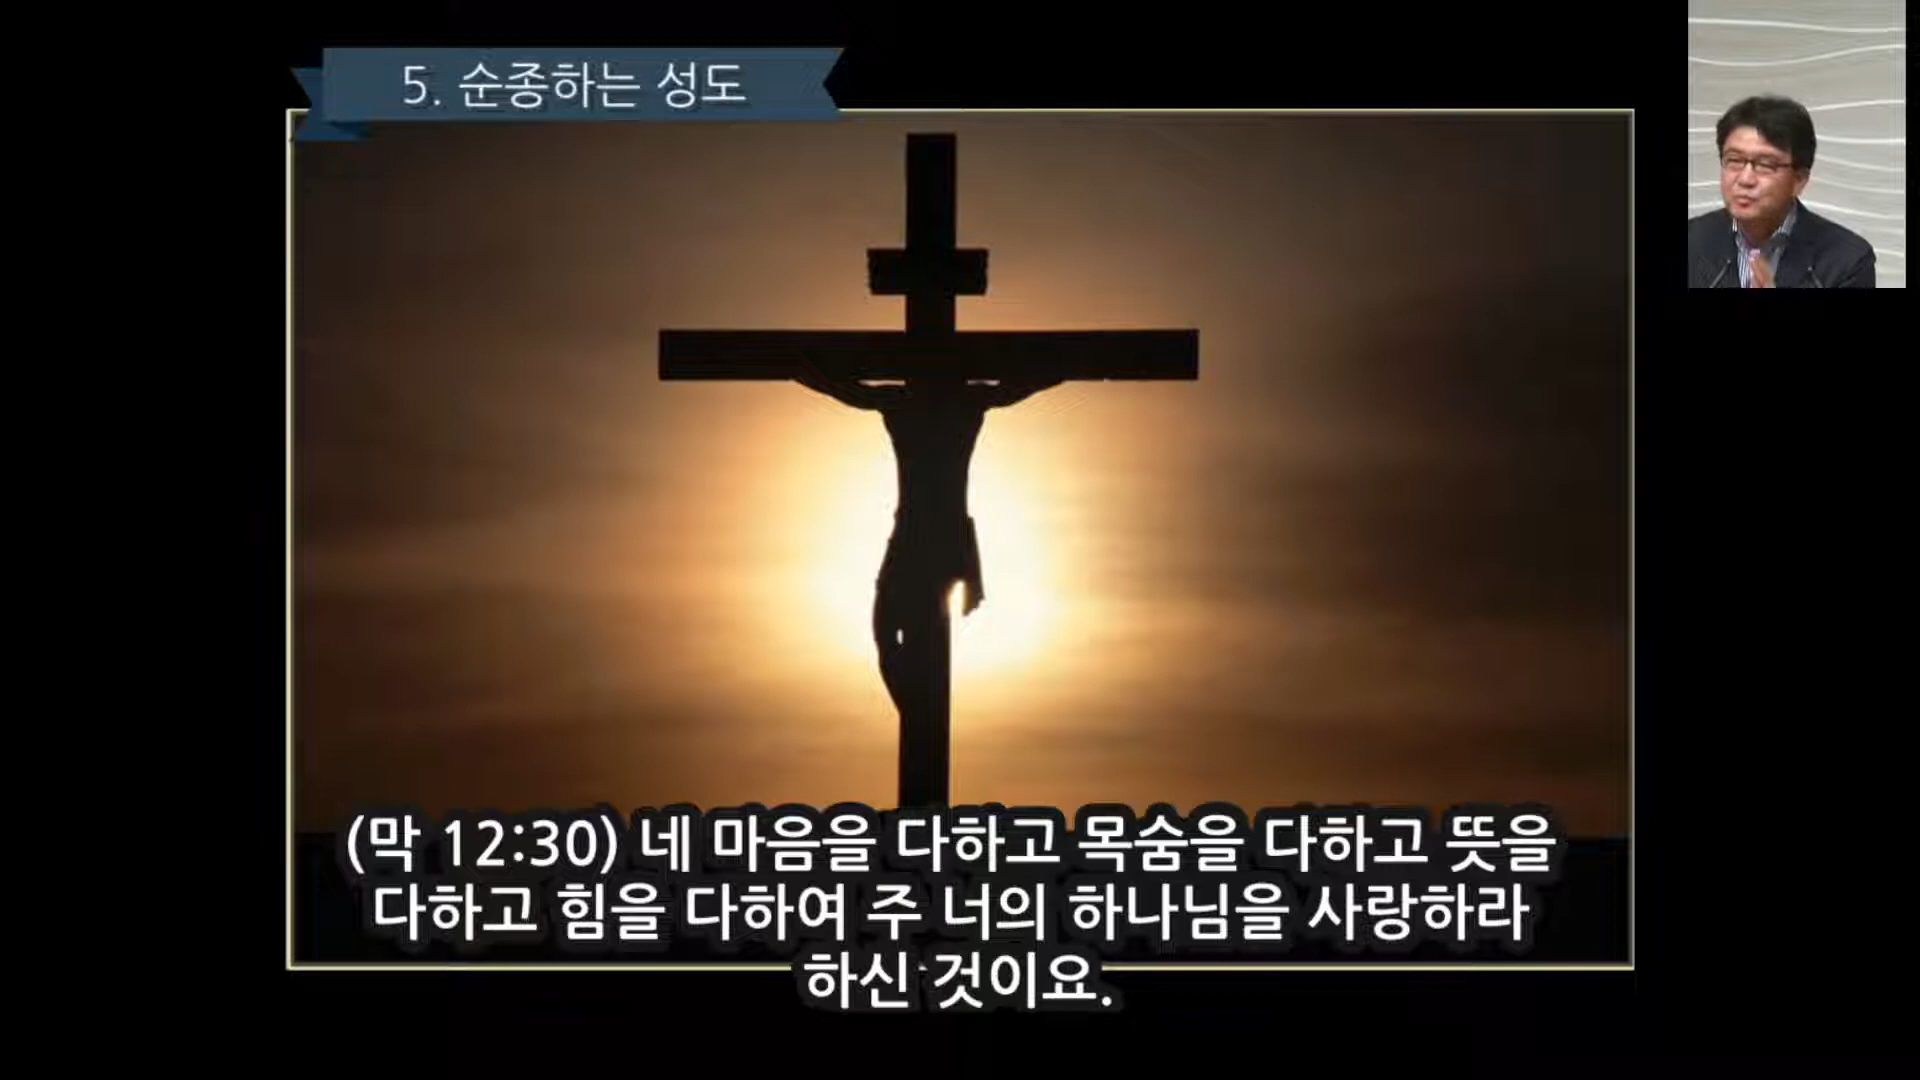 5. 순종하는 성도
(막 12:30) 네 마음을 다하고 목숨을 다하고 뜻을
다하고 힘을 다하여 주 너의 하나님을 사랑하라
하신 것이요.